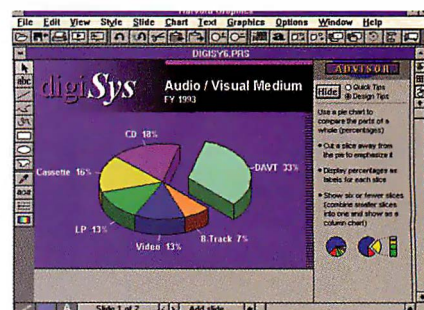 Harvard Graphics
File Edit View Style Slide Chart Text Graphics Options Window Help
DIGISY6.PRS
abc
digiSys
Audio / Visual Medium
FY 1993
CD 18%
Cassette 16%
DAVT 33%
LP 13%
Video 13%
8-Track 7%
ADVISOR
Hide
Quick Tips
Design Tips
Use a pie chart to
compare the parts of a
whole (percentages)
Cut a slice away from
the pie to emphasize it
Display percentages as
labels for each slice
Show six or fewer slices
(combine smaller slices
into one and show as a
column chart)
Slide 1 of 2
Add slide